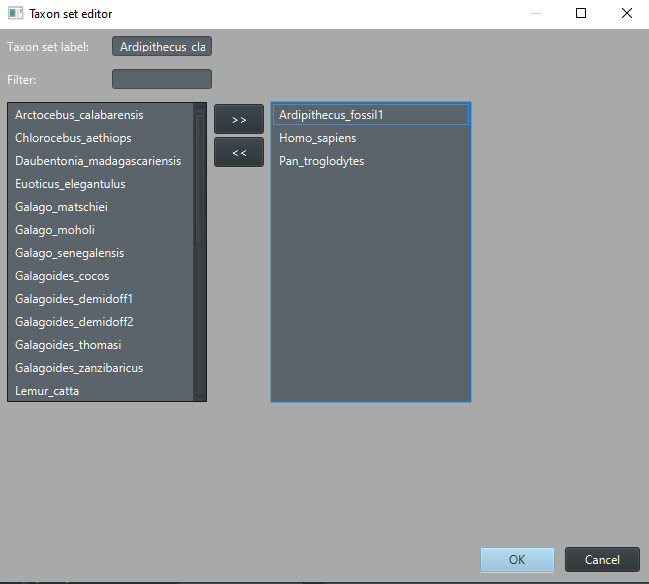 Taxon set editor
Taxon set label: Ardipithecus_cla
Filter:
Arctocebus_calabarensis
Chlorocebus_aethiops
Daubentonia_madagascariensis
Euoticus_elegantulus
Galago_matschiei
Galago_moholi
Galago_senegalensis
Galagoides_cocos
Galagoides_demidoff1
Galagoides_demidoff2
Galagoides_thomasi
Galagoides_zanzibaricus
Lemur_catta
>>
<<
Ardipithecus_fossil1
Homo_sapiens
Pan_troglodytes
OK Cancel